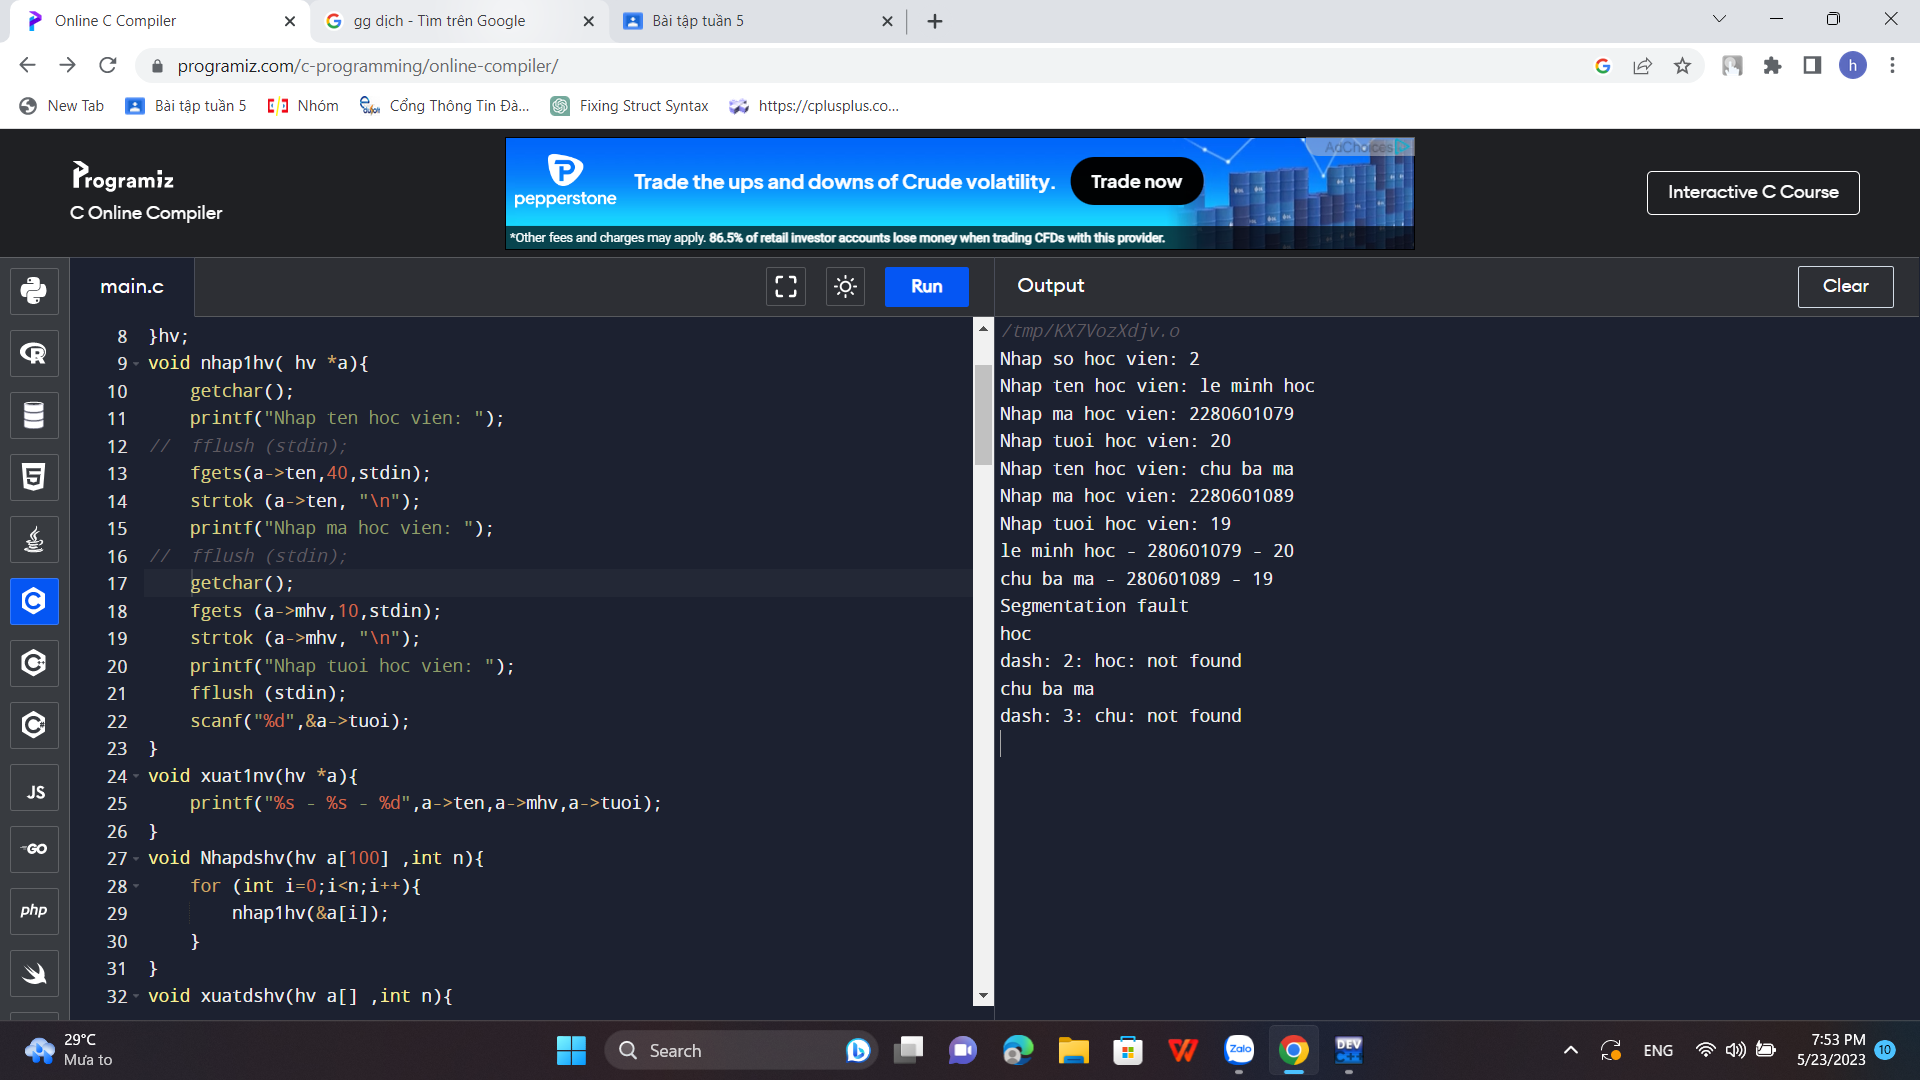 Online C Compiler
gg dịch - Tìm trên Google
Bài tập tuần 5
programiz.com/c-programming/online-compiler/
h
New Tab
Bài tập tuần 5
Nhóm
Cổng Thông Tin Đà...
Fixing Struct Syntax
https://cplusplus.co...
Programiz
C Online Compiler
pepperstone
Trade the ups and downs of Crude volatility.
Trade now
AdChoices
*Other fees and charges may apply. 86.5% of retail investor accounts lose money when trading CFDs with this provider.
Interactive C Course
main.c
Run
Output
Clear
8 }hv;
9 void nhap1hv( hv *a){
10 getchar();
11 printf("Nhap ten hoc vien: ");
12 // fflush (stdin);
13 fgets(a->ten,40,stdin);
14 strtok (a->ten, "\n");
15 printf("Nhap ma hoc vien: ");
16 // fflush (stdin);
17 getchar();
18 fgets (a->mhv,10,stdin);
19 strtok (a->mhv, "\n");
20 printf("Nhap tuoi hoc vien: ");
21 fflush (stdin);
22 scanf("%d",&a->tuoi);
23 }
24 void xuat1nv(hv *a){
25 printf("%s - %s - %d",a->ten,a->mhv,a->tuoi);
26 }
27 void Nhapdshv(hv a[100] ,int n){
28 for (int i=0;i<n;i++){
29 nhap1hv(&a[i]);
30 }
31 }
32 void xuatdshv(hv a[] ,int n){
/tmp/KX7VozXdjv.o
Nhap so hoc vien: 2
Nhap ten hoc vien: le minh hoc
Nhap ma hoc vien: 2280601079
Nhap tuoi hoc vien: 20
Nhap ten hoc vien: chu ba ma
Nhap ma hoc vien: 2280601089
Nhap tuoi hoc vien: 19
le minh hoc - 280601079 - 20
chu ba ma - 280601089 - 19
Segmentation fault
hoc
dash: 2: hoc: not found
chu ba ma
dash: 3: chu: not found
JS
GO
php
29°C
Mưa to
Search
Zalo
DEV
C++
ENG
7:53 PM
5/23/2023
10